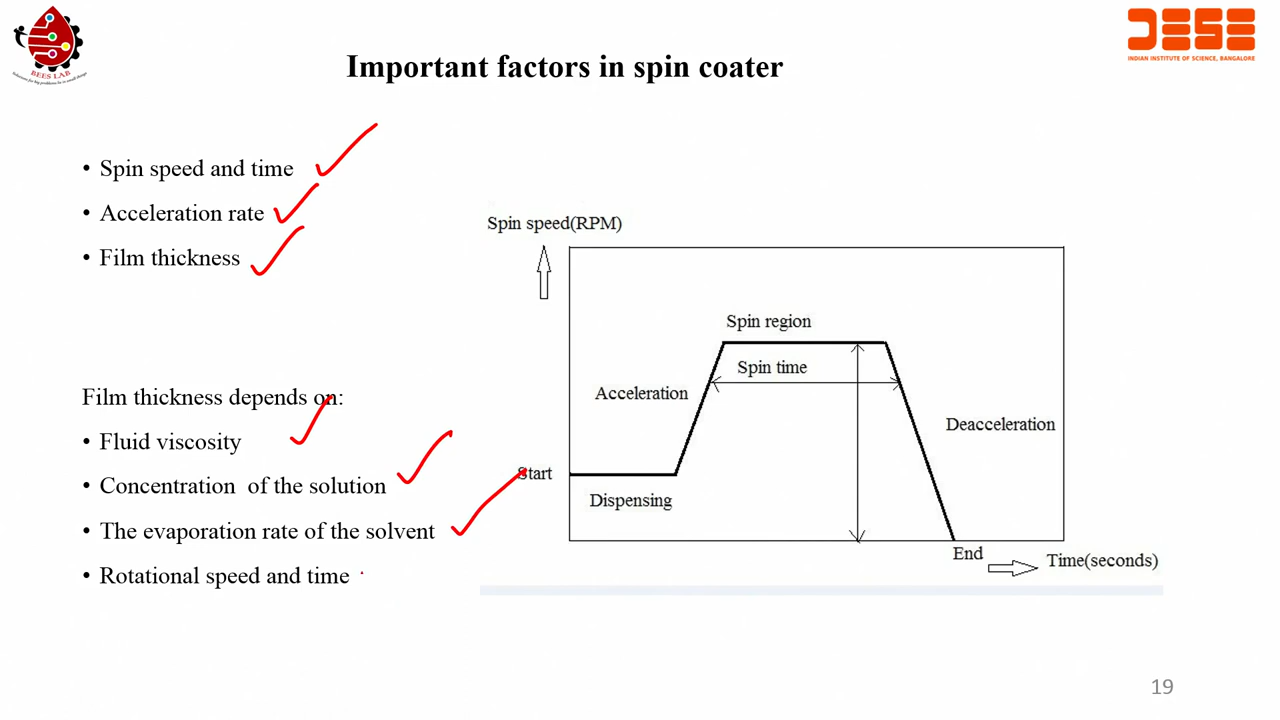 BEES LAB
INDIAN INSTITUTE OF SCIENCE, BANGALORE
Important factors in spin coater
• Spin speed and time
• Acceleration rate
• Film thickness
Film thickness depends on:
• Fluid viscosity
• Concentration of the solution
• The evaporation rate of the solvent
• Rotational speed and time
Spin speed(RPM)
Spin region
Spin time
Acceleration
Deacceleration
Start
Dispensing
End
Time(seconds)
19